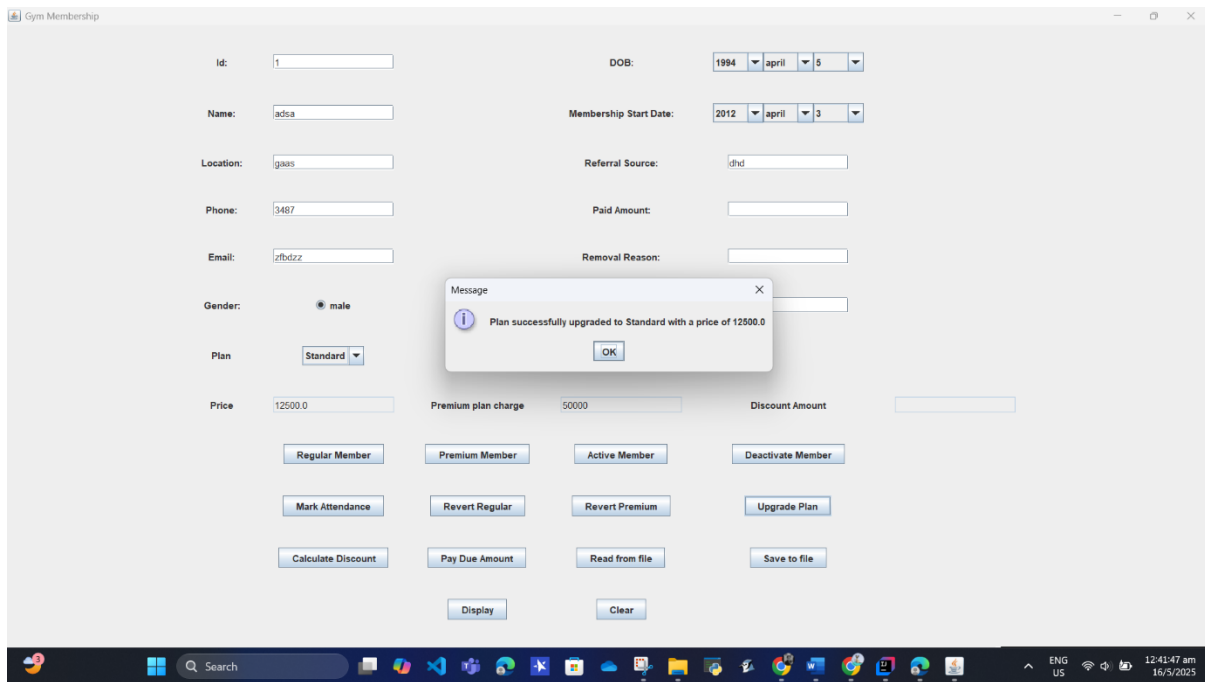 Gym Membership
Id: 1 DOB: 1994 april 5
Name: adsa Membership Start Date: 2012 april 3
Location: gaas Referral Source: dhd
Phone: 3487 Paid Amount:
Email: zfbdzz Removal Reason:
Message
Gender: male
Plan successfully upgraded to Standard with a price of 12500.0
OK
Plan Standard
Price 12500.0 Premium plan charge 50000 Discount Amount
Regular Member Premium Member Active Member Deactivate Member
Mark Attendance Revert Regular Revert Premium Upgrade Plan
Calculate Discount Pay Due Amount Read from file Save to file
Display Clear
3 Search ENG US 12:41:47 am 16/5/2025